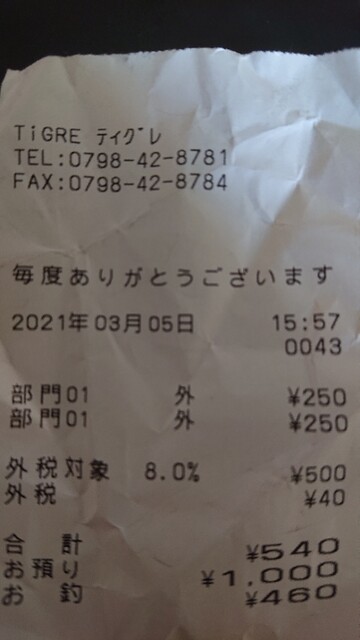 TiGRE ティグレ
TEL:0798-42-8781
FAX:0798-42-8784
毎度ありがとうございます
2021年03月05日 15:57
0043
部門01 外 ¥250
部門01 外 ¥250
外税対象 8.0% ¥500
外税 ¥40
合 計 ¥540
お預り ¥1,000
お 釣 ¥460